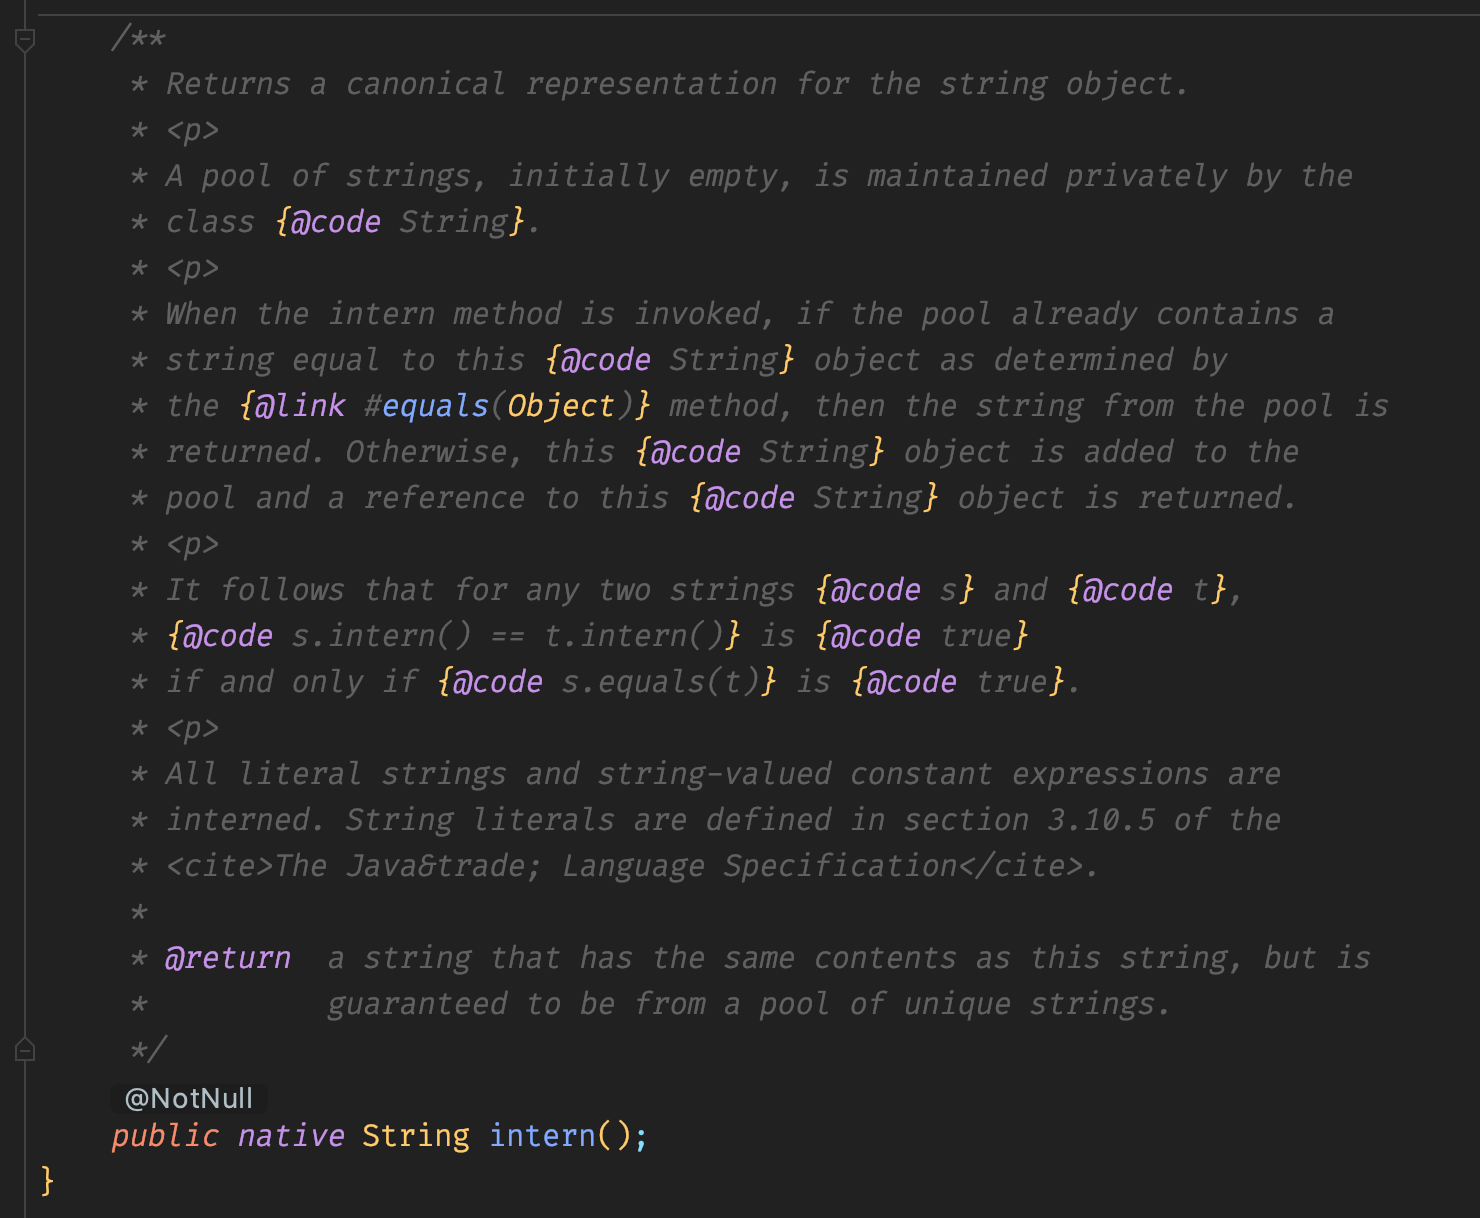 /**
* Returns a canonical representation for the string object.
* <p>
* A pool of strings, initially empty, is maintained privately by the
* class {@code String}.
* <p>
* When the intern method is invoked, if the pool already contains a
* string equal to this {@code String} object as determined by
* the {@link #equals(Object)} method, then the string from the pool is
* returned. Otherwise, this {@code String} object is added to the
* pool and a reference to this {@code String} object is returned.
* <p>
* It follows that for any two strings {@code s} and {@code t},
* {@code s.intern() == t.intern()} is {@code true}
* if and only if {@code s.equals(t)} is {@code true}.
* <p>
* All literal strings and string-valued constant expressions are
* interned. String literals are defined in section 3.10.5 of the
* <cite>The Java&trade; Language Specification</cite>.
*
* @return  a string that has the same contents as this string, but is
*          guaranteed to be from a pool of unique strings.
*/
@NotNull
public native String intern();
}